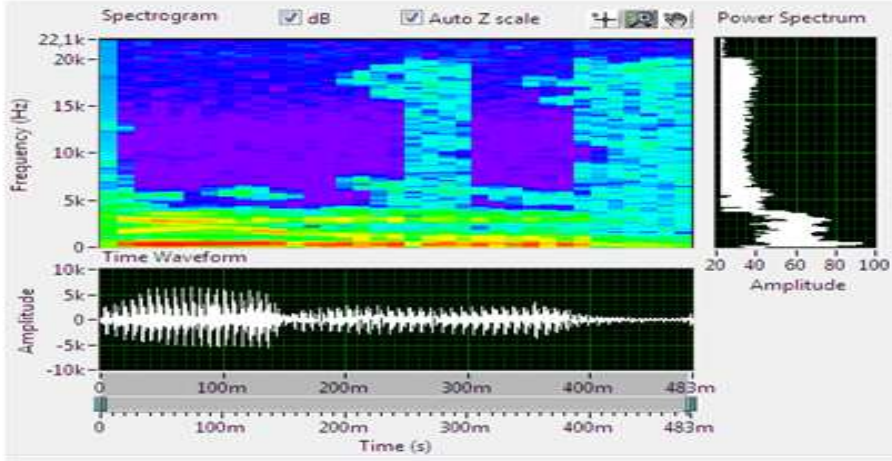 Spectrogram dB Auto Z scale Power Spectrum
22,1k
20k
15k
10k
5k
0
Frequency (Hz)
20 40 60 80 100
Amplitude
Time Waveform
10k
5k
0
-5k
-10k
Amplitude
0 100m 200m 300m 400m 483m
0 100m 200m 300m 400m 483m
Time (s)